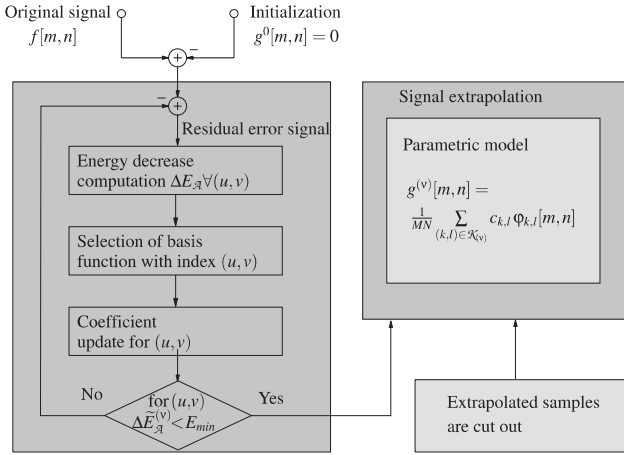 Original signal
f[m,n]
Initialization
g⁰[m,n] = 0
−
+
−
+
Residual error signal
Energy decrease
computation ΔE_𝒜 ∀(u,v)
Selection of basis
function with index (u,v)
Coefficient
update for (u,v)
for (u,v)
ΔẼ_𝒜^(ν) < E_min
No
Yes
Signal extrapolation
Parametric model
g^(ν)[m,n] =
1/MN ∑_(k,l)∈𝒦_(ν) c_k,l φ_k,l[m,n]
Extrapolated samples
are cut out